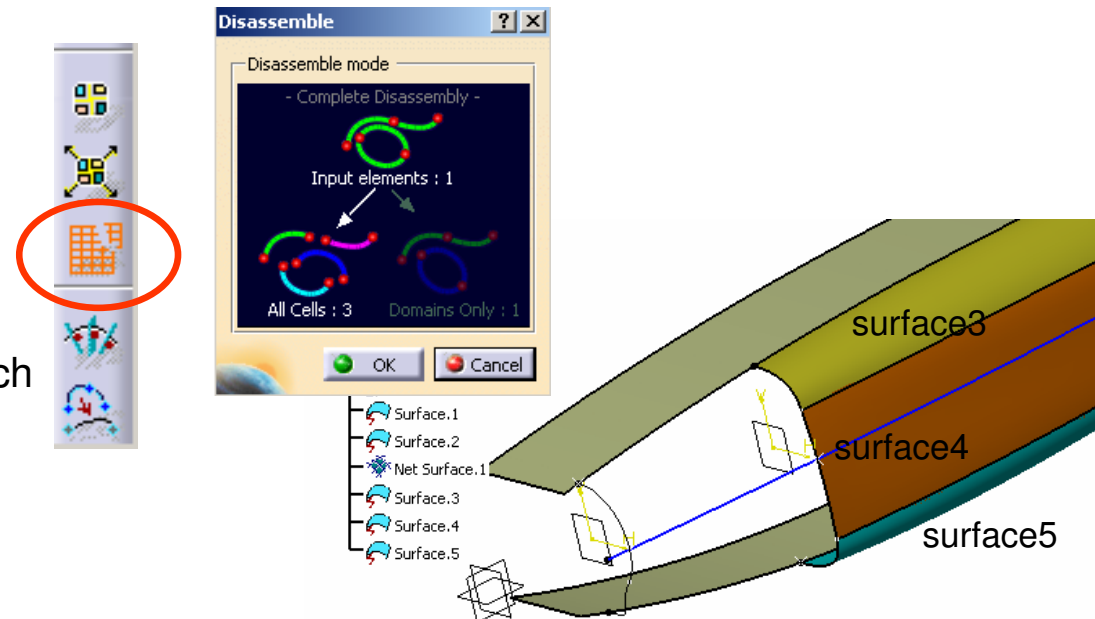 Disassemble
Disassemble mode
- Complete Disassembly -
Input elements : 1
All Cells : 3
Domains Only : 1
OK
Cancel
ch
Surface.1
Surface.2
Net Surface.1
Surface.3
Surface.4
Surface.5
surface3
surface4
surface5
V
H
H